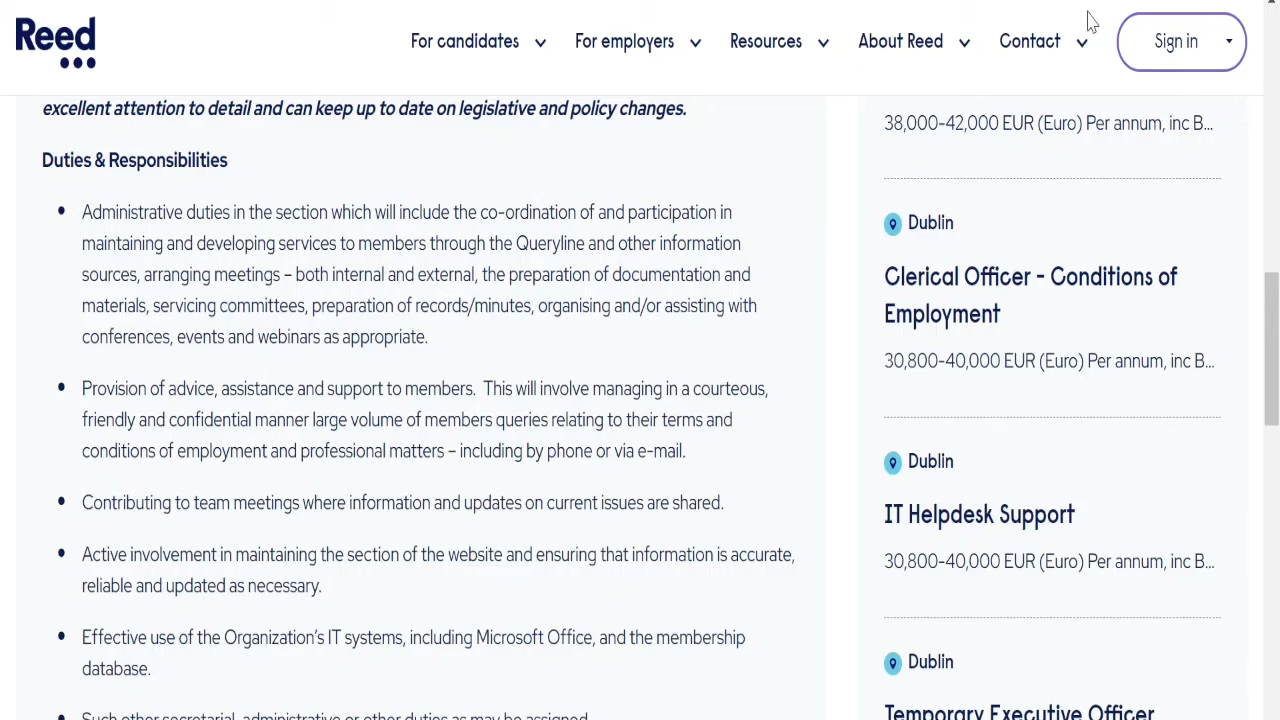 Reed
For candidates
For employers
Resources
About Reed
Contact
Sign in
excellent attention to detail and can keep up to date on legislative and policy changes.
Duties & Responsibilities
Administrative duties in the section which will include the co-ordination of and participation in
maintaining and developing services to members through the Queryline and other information
sources, arranging meetings – both internal and external, the preparation of documentation and
materials, servicing committees, preparation of records/minutes, organising and/or assisting with
conferences, events and webinars as appropriate.
Provision of advice, assistance and support to members.  This will involve managing in a courteous,
friendly and confidential manner large volume of members queries relating to their terms and
conditions of employment and professional matters – including by phone or via e-mail.
Contributing to team meetings where information and updates on current issues are shared.
Active involvement in maintaining the section of the website and ensuring that information is accurate,
reliable and updated as necessary.
Effective use of the Organization's IT systems, including Microsoft Office, and the membership
database.
Such other secretarial, administrative or other duties as may be assigned.
38,000-42,000 EUR (Euro) Per annum, inc B...
Dublin
Clerical Officer - Conditions of
Employment
30,800-40,000 EUR (Euro) Per annum, inc B...
Dublin
IT Helpdesk Support
30,800-40,000 EUR (Euro) Per annum, inc B...
Dublin
Temporary Executive Officer